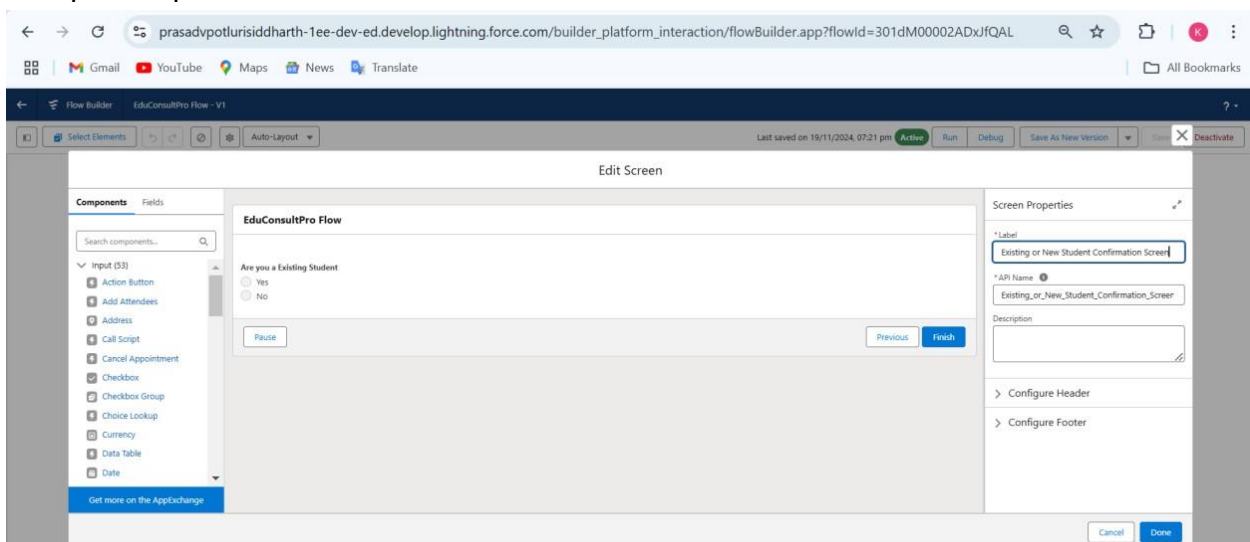 prasadvpotlurisiddharth-1ee-dev-ed.develop.lightning.force.com/builder_platform_interaction/flowBuilder.app?flowId=301dM00002ADxJfQAL
K
Gmail YouTube Maps News Translate All Bookmarks
Flow Builder EduConsultPro Flow - V1 ?
Select Elements Auto-Layout Last saved on 19/11/2024, 07:21 pm Active Run Debug Save As New Version Deactivate
Edit Screen
Components Fields
Search components...
Input (53)
Action Button
Add Attendees
Address
Call Script
Cancel Appointment
Checkbox
Checkbox Group
Choice Lookup
Currency
Data Table
Date
Get more on the AppExchange
EduConsultPro Flow
Are you a Existing Student
Yes
No
Pause Previous Finish
Screen Properties
*Label
Existing or New Student Confirmation Screen
*API Name
Existing_or_New_Student_Confirmation_Screer
Description
Configure Header
Configure Footer
Cancel Done